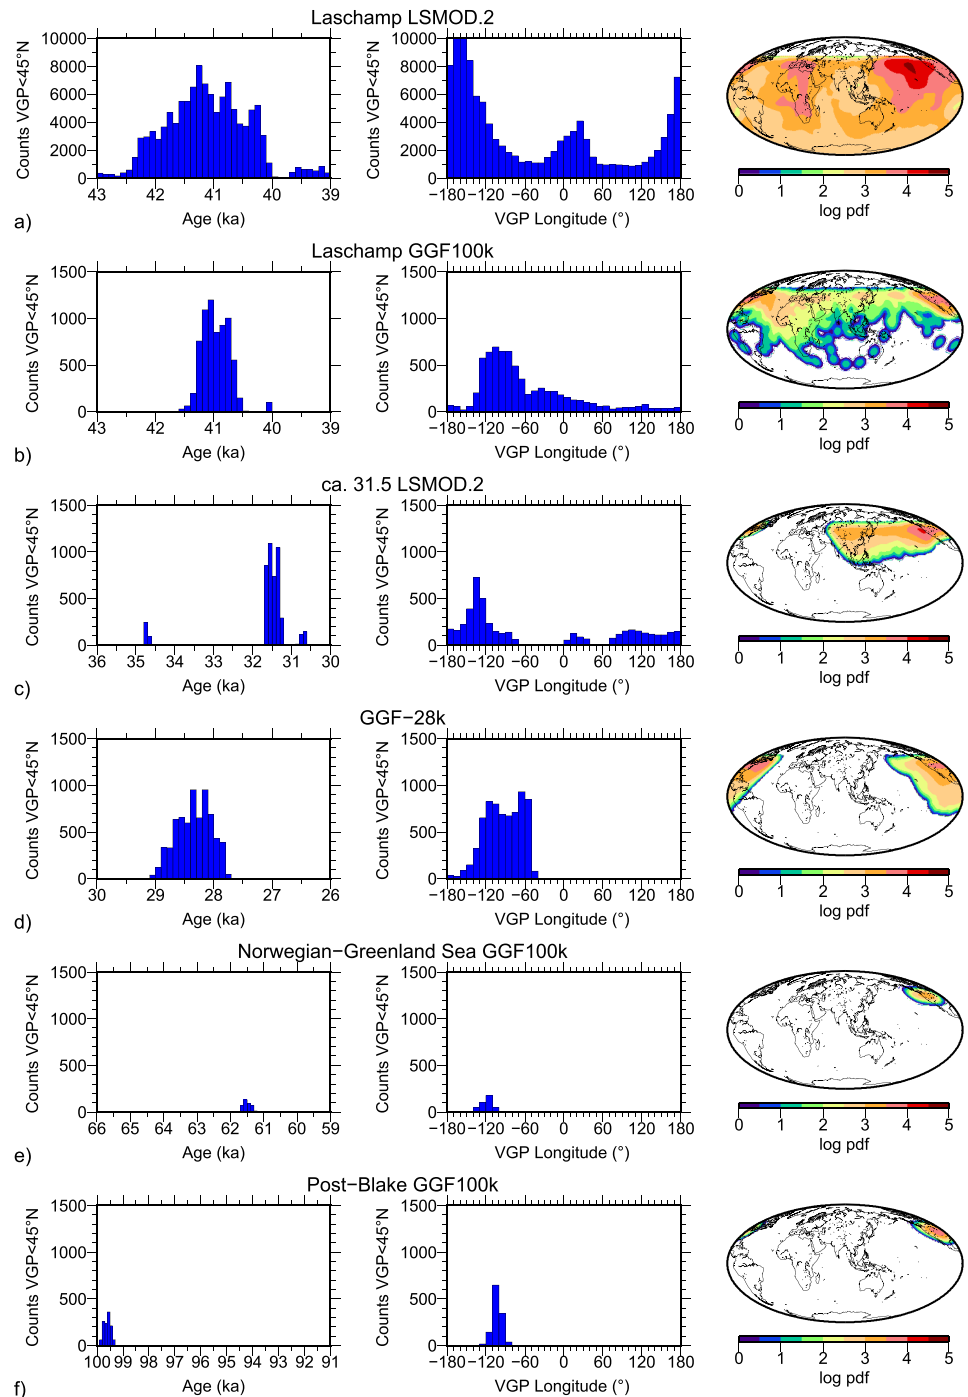 Laschamp LSMOD.2
Counts VGP<45°N
10000
8000
6000
4000
2000
0
43 42 41 40 39
Age (ka)
Counts VGP<45°N
10000
8000
6000
4000
2000
0
−180 −120 −60 0 60 120 180
VGP Longitude (°)
0 1 2 3 4 5
log pdf
a)
Laschamp GGF100k
Counts VGP<45°N
1500
1000
500
0
43 42 41 40 39
Age (ka)
Counts VGP<45°N
1500
1000
500
0
−180 −120 −60 0 60 120 180
VGP Longitude (°)
0 1 2 3 4 5
log pdf
b)
ca. 31.5 LSMOD.2
Counts VGP<45°N
1500
1000
500
0
36 35 34 33 32 31 30
Age (ka)
Counts VGP<45°N
1500
1000
500
0
−180 −120 −60 0 60 120 180
VGP Longitude (°)
0 1 2 3 4 5
log pdf
c)
GGF−28k
Counts VGP<45°N
1500
1000
500
0
30 29 28 27 26
Age (ka)
Counts VGP<45°N
1500
1000
500
0
−180 −120 −60 0 60 120 180
VGP Longitude (°)
0 1 2 3 4 5
log pdf
d)
Norwegian−Greenland Sea GGF100k
Counts VGP<45°N
1500
1000
500
0
66 65 64 63 62 61 60 59
Age (ka)
Counts VGP<45°N
1500
1000
500
0
−180 −120 −60 0 60 120 180
VGP Longitude (°)
0 1 2 3 4 5
log pdf
e)
Post−Blake GGF100k
Counts VGP<45°N
1500
1000
500
0
100 99 98 97 96 95 94 93 92 91
Age (ka)
Counts VGP<45°N
1500
1000
500
0
−180 −120 −60 0 60 120 180
VGP Longitude (°)
0 1 2 3 4 5
log pdf
f)